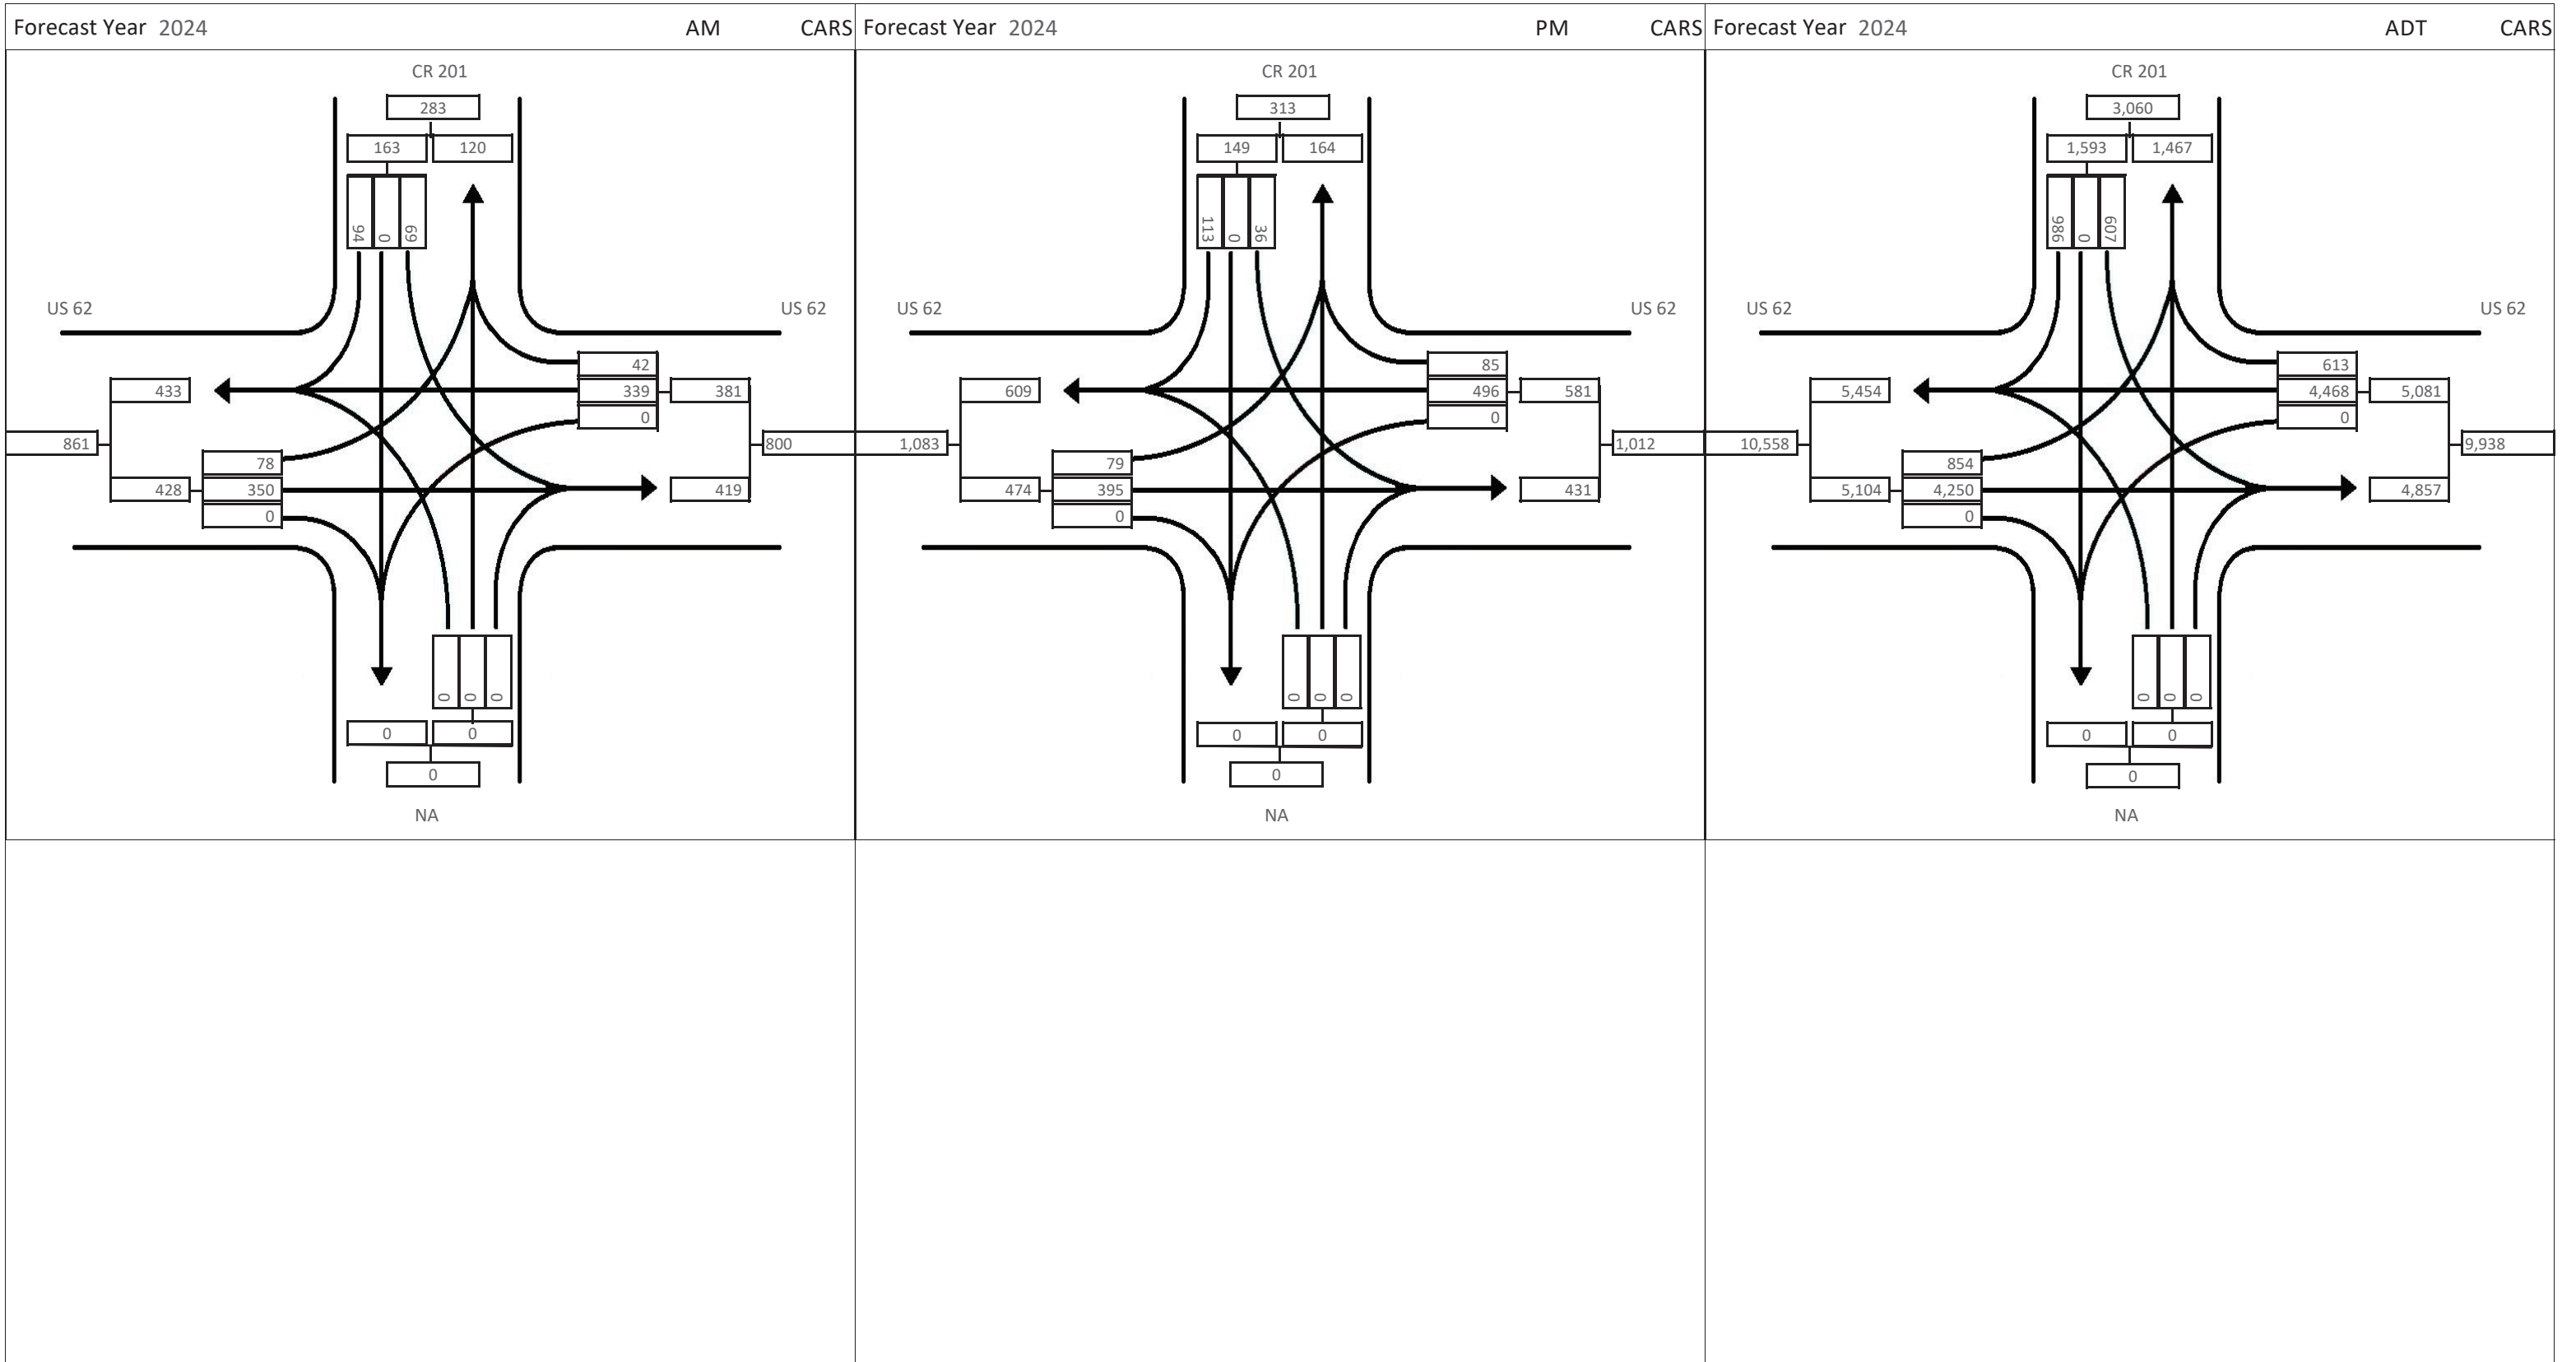 Forecast Year 2024 AM CARS
CR 201
283
163 120
94 0 69
US 62 US 62
42
433 339 381
0
861 800
78
428 350 419
0
0 0 0
0 0
0
NA
Forecast Year 2024 PM CARS
CR 201
313
149 164
113 0 36
US 62 US 62
85
609 496 581
0
1,083 1,012
79
474 395 431
0
0 0 0
0 0
0
NA
Forecast Year 2024 ADT CARS
CR 201
3,060
1,593 1,467
986 0 607
US 62 US 62
613
5,454 4,468 5,081
0
10,558 9,938
854
5,104 4,250 4,857
0
0 0 0
0 0
0
NA